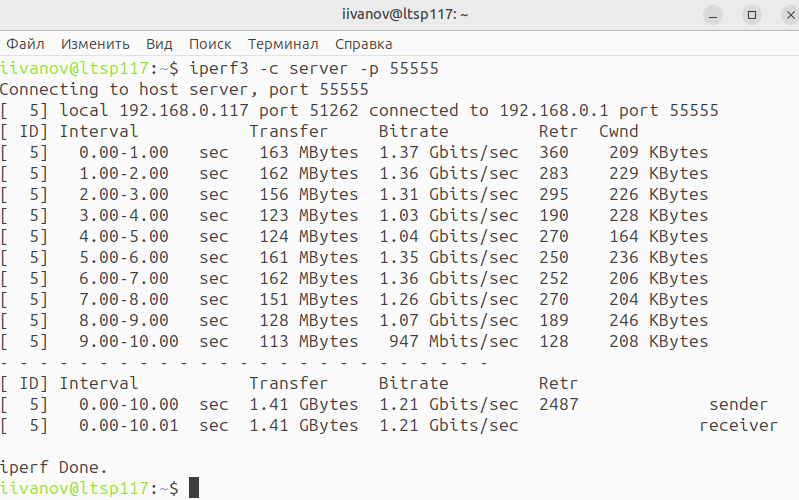 iivanov@ltsp117: ~
Файл Изменить Вид Поиск Терминал Справка
iivanov@ltsp117:~$ iperf3 -c server -p 55555
Connecting to host server, port 55555
[  5] local 192.168.0.117 port 51262 connected to 192.168.0.1 port 55555
[ ID] Interval           Transfer     Bitrate         Retr  Cwnd
[  5]   0.00-1.00   sec   163 MBytes  1.37 Gbits/sec  360    209 KBytes
[  5]   1.00-2.00   sec   162 MBytes  1.36 Gbits/sec  283    229 KBytes
[  5]   2.00-3.00   sec   156 MBytes  1.31 Gbits/sec  295    226 KBytes
[  5]   3.00-4.00   sec   123 MBytes  1.03 Gbits/sec  190    228 KBytes
[  5]   4.00-5.00   sec   124 MBytes  1.04 Gbits/sec  270    164 KBytes
[  5]   5.00-6.00   sec   161 MBytes  1.35 Gbits/sec  250    236 KBytes
[  5]   6.00-7.00   sec   162 MBytes  1.36 Gbits/sec  252    206 KBytes
[  5]   7.00-8.00   sec   151 MBytes  1.26 Gbits/sec  270    204 KBytes
[  5]   8.00-9.00   sec   128 MBytes  1.07 Gbits/sec  189    246 KBytes
[  5]   9.00-10.00  sec   113 MBytes   947 Mbits/sec  128    208 KBytes
- - - - - - - - - - - - - - - - - - - - - - - - -
[ ID] Interval           Transfer     Bitrate         Retr
[  5]   0.00-10.00  sec  1.41 GBytes  1.21 Gbits/sec  2487             sender
[  5]   0.00-10.01  sec  1.41 GBytes  1.21 Gbits/sec                  receiver

iperf Done.
iivanov@ltsp117:~$